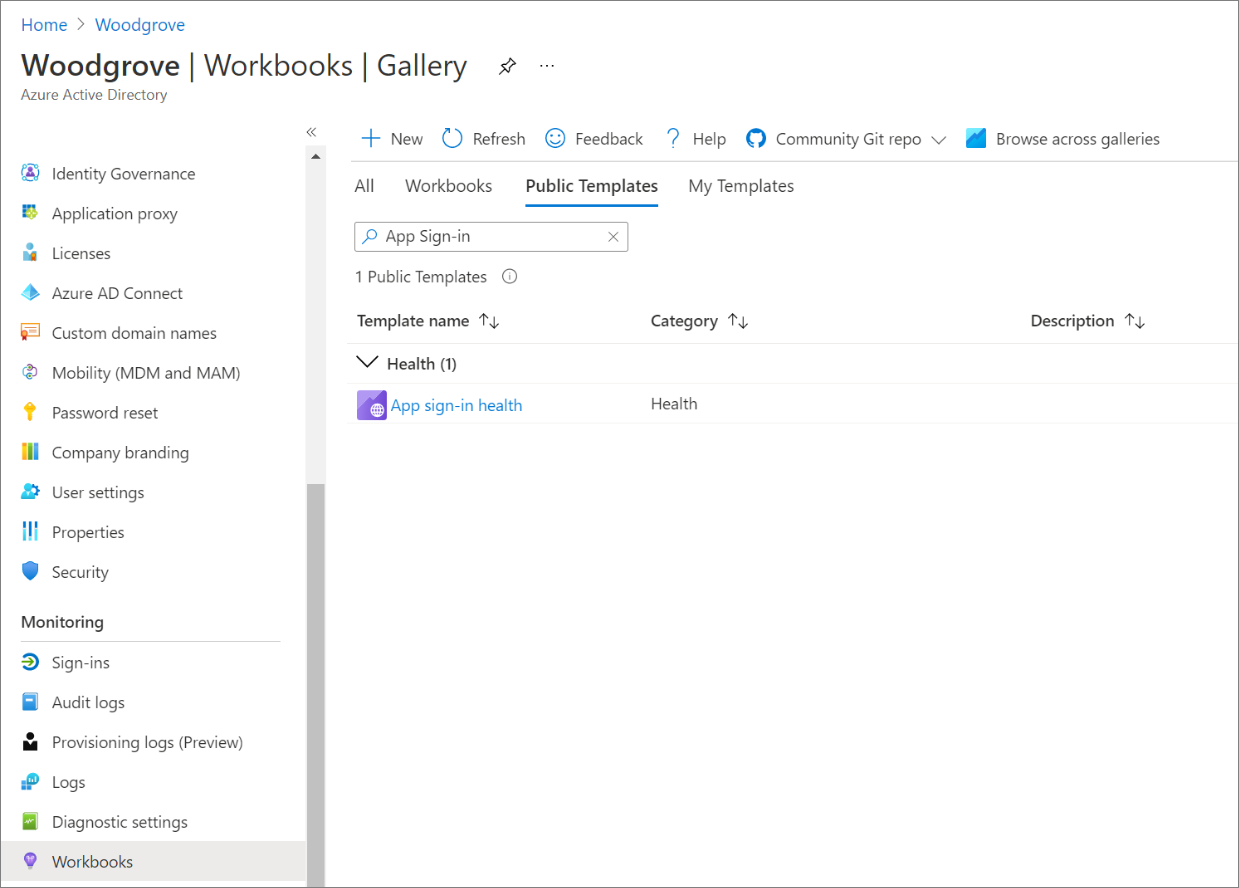 Home > Woodgrove
Woodgrove | Workbooks | Gallery ...
Azure Active Directory
«
Identity Governance
Application proxy
Licenses
Azure AD Connect
Custom domain names
Mobility (MDM and MAM)
Password reset
Company branding
User settings
Properties
Security
Monitoring
Sign-ins
Audit logs
Provisioning logs (Preview)
Logs
Diagnostic settings
Workbooks
New Refresh Feedback Help Community Git repo Browse across galleries
All Workbooks Public Templates My Templates
App Sign-in
1 Public Templates
Template name Category Description
Health (1)
App sign-in health Health